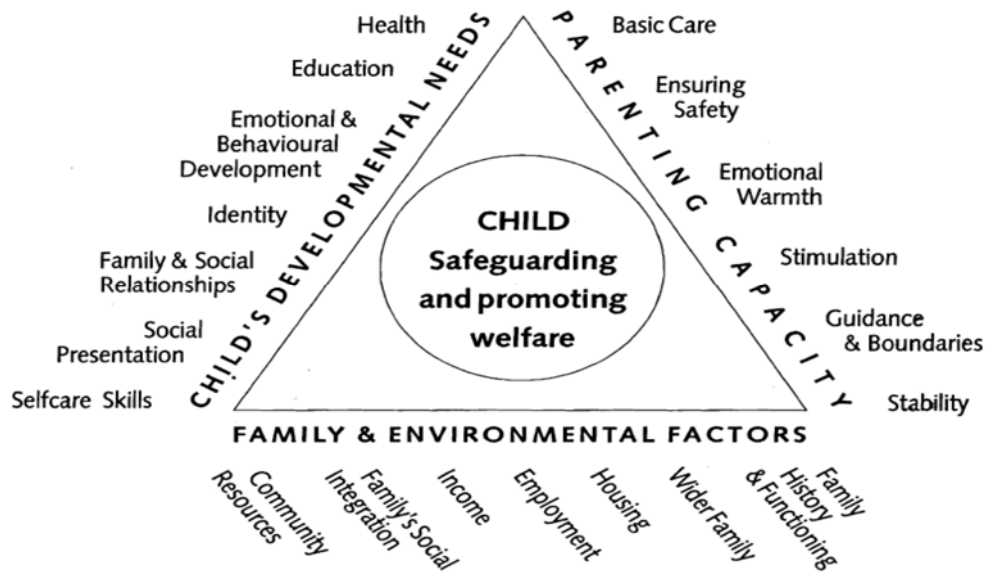 Health
Education
Emotional &
Behavioural
Development
Identity
Family & Social
Relationships
Social
Presentation
Selfcare Skills
CHILD'S DEVELOPMENTAL NEEDS
CHILD
Safeguarding
and promoting
welfare
PARENTING CAPACITY
Basic Care
Ensuring
Safety
Emotional
Warmth
Stimulation
Guidance
& Boundaries
Stability
FAMILY & ENVIRONMENTAL FACTORS
Community
Resources
Family's Social
Integration
Income
Employment
Housing
Wider Family
Family
History
& Functioning